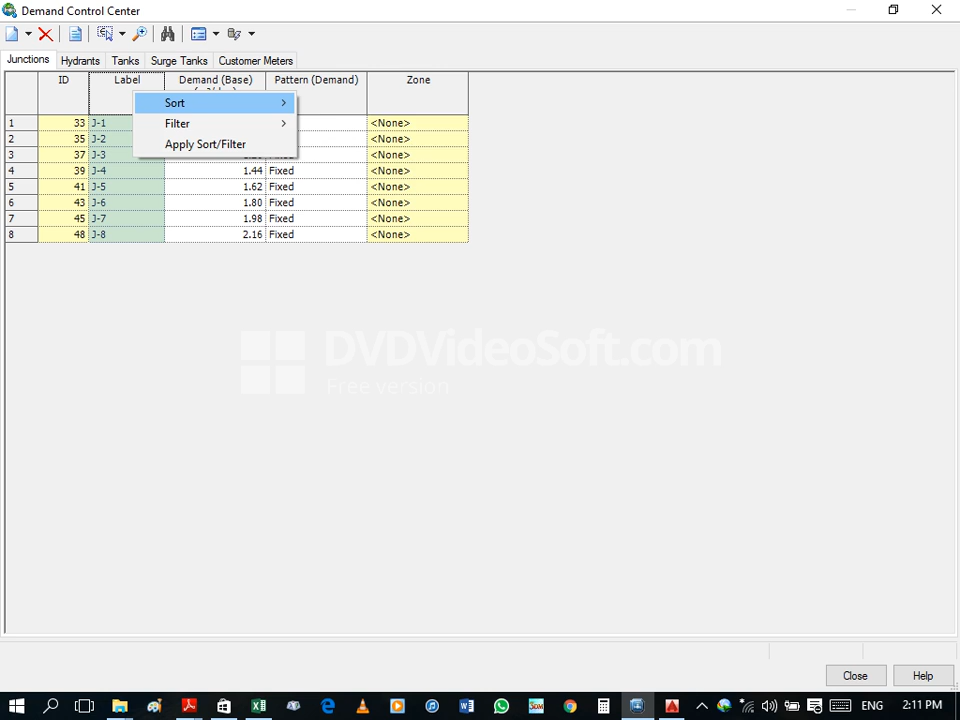 Demand Control Center
Junctions Hydrants Tanks Surge Tanks Customer Meters
ID Label Demand (Base) Pattern (Demand) Zone
Sort
Filter
Apply Sort/Filter
1 33 J-1 <None>
2 35 J-2 <None>
3 37 J-3 <None>
4 39 J-4 1.44 Fixed <None>
5 41 J-5 1.62 Fixed <None>
6 43 J-6 1.80 Fixed <None>
7 45 J-7 1.98 Fixed <None>
8 48 J-8 2.16 Fixed <None>
DVDVideoSoft.com
Free version
Close Help
ENG 2:11 PM